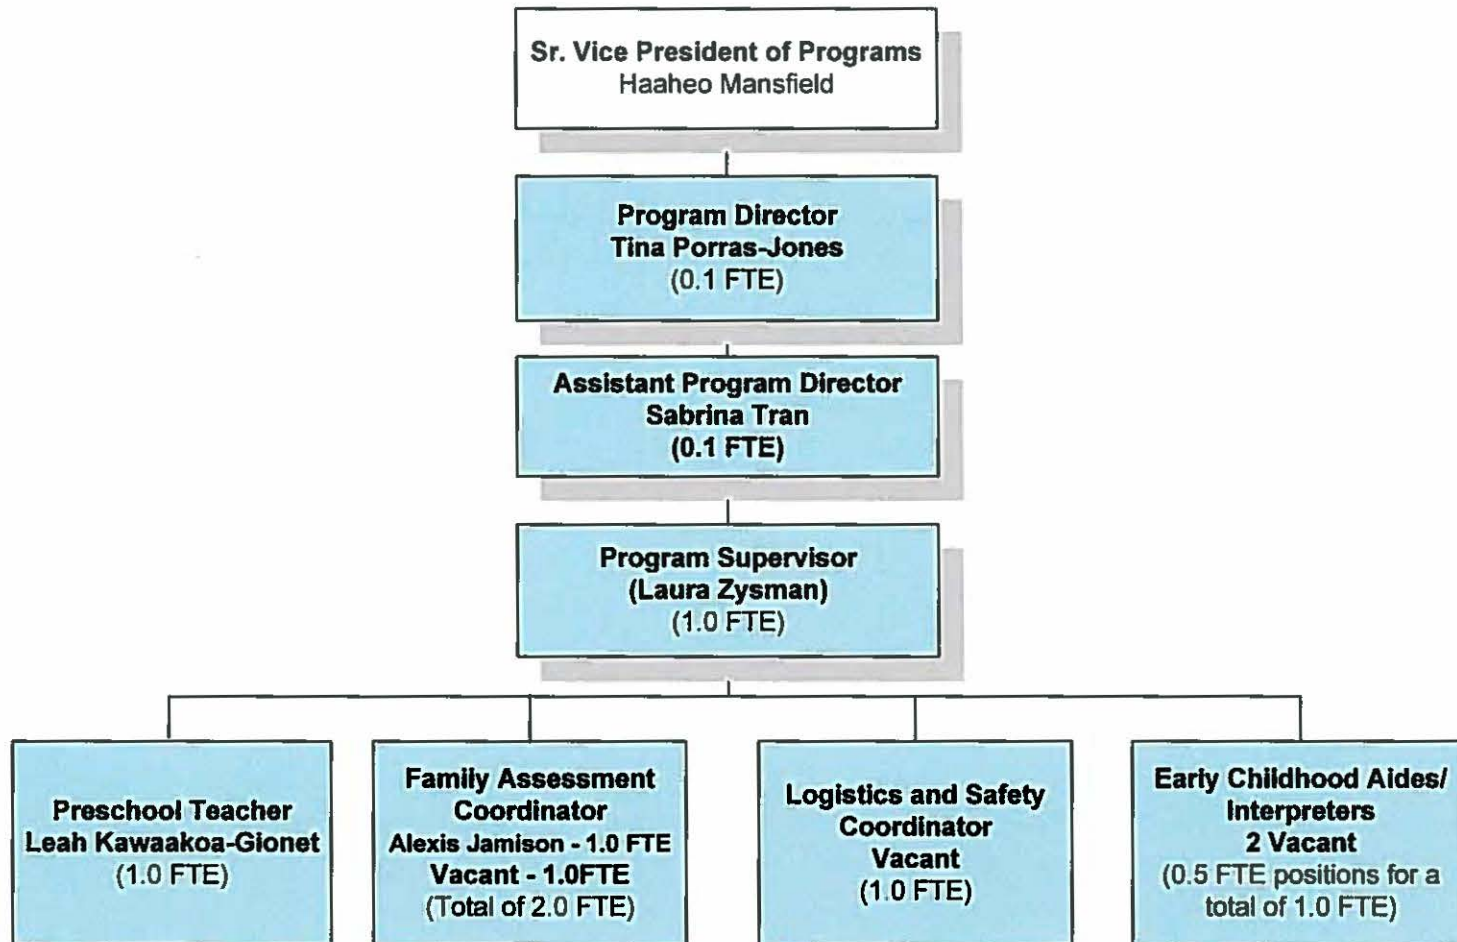 Sr. Vice President of Programs
Haaheo Mansfield
Program Director
Tina Porras-Jones
(0.1 FTE)
Assistant Program Director
Sabrina Tran
(0.1 FTE)
Program Supervisor
(Laura Zysman)
(1.0 FTE)
Preschool Teacher
Leah Kawaakoa-Gionet
(1.0 FTE)
Family Assessment
Coordinator
Alexis Jamison - 1.0 FTE
Vacant - 1.0FTE
(Total of 2.0 FTE)
Logistics and Safety
Coordinator
Vacant
(1.0 FTE)
Early Childhood Aides/
Interpreters
2 Vacant
(0.5 FTE positions for a
total of 1.0 FTE)